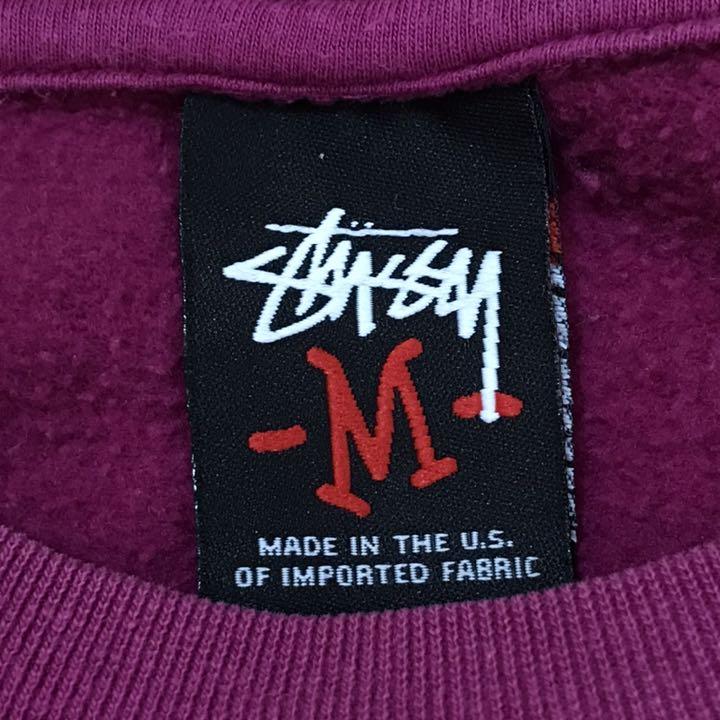 Stüssy
-M-
MADE IN THE U.S.
OF IMPORTED FABRIC